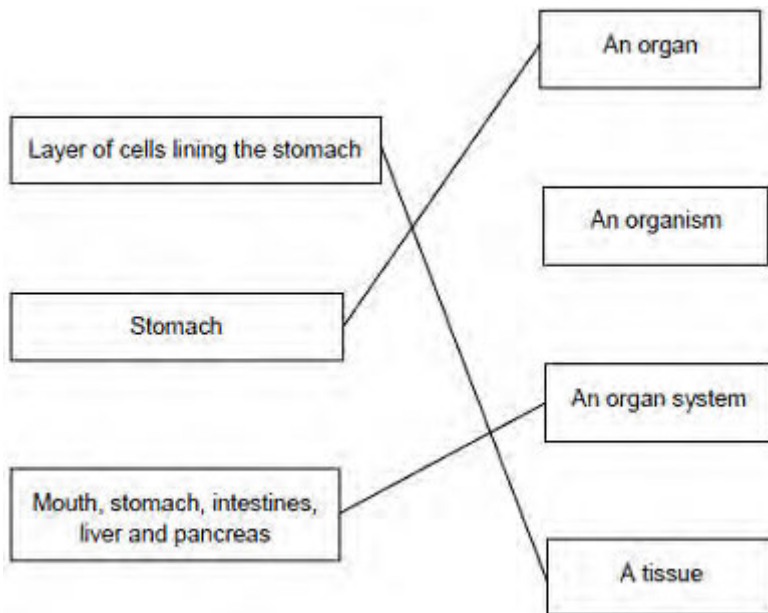 An organ
Layer of cells lining the stomach
An organism
Stomach
An organ system
Mouth, stomach, intestines,
liver and pancreas
A tissue